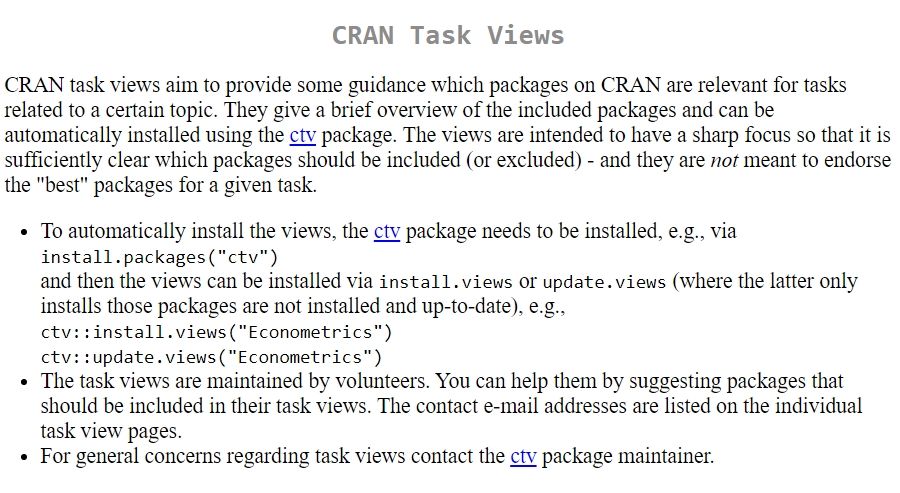 CRAN Task Views
CRAN task views aim to provide some guidance which packages on CRAN are relevant for tasks
related to a certain topic. They give a brief overview of the included packages and can be
automatically installed using the ctv package. The views are intended to have a sharp focus so that it is
sufficiently clear which packages should be included (or excluded) - and they are not meant to endorse
the "best" packages for a given task.
• To automatically install the views, the ctv package needs to be installed, e.g., via
install.packages("ctv")
and then the views can be installed via install.views or update.views (where the latter only
installs those packages are not installed and up-to-date), e.g.,
ctv::install.views("Econometrics")
ctv::update.views("Econometrics")
• The task views are maintained by volunteers. You can help them by suggesting packages that
should be included in their task views. The contact e-mail addresses are listed on the individual
task view pages.
• For general concerns regarding task views contact the ctv package maintainer.